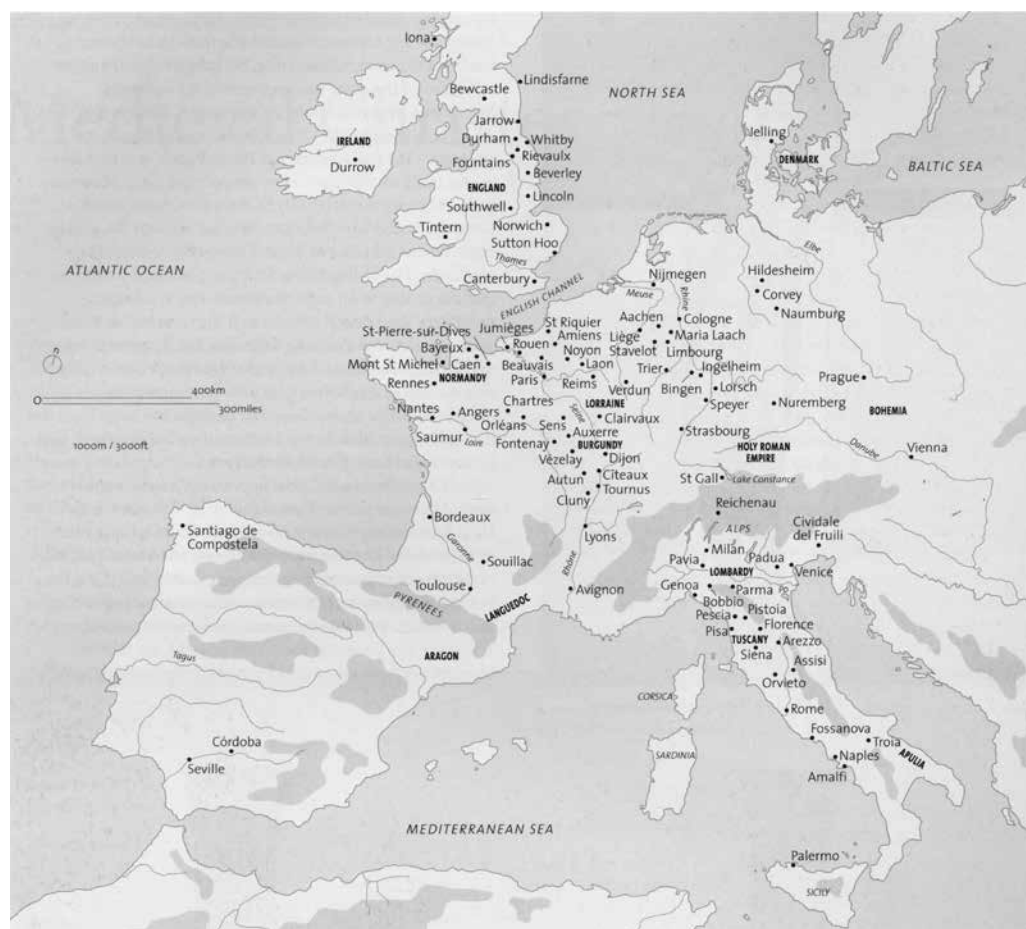 Iona
Lindisfarne
Bewcastle
NORTH SEA
Jarrow
Durham
Whitby
Jelling
IRELAND
Rievaulx
DENMARK
Durrow
Fountains
BALTIC SEA
Beverley
ENGLAND
Lincoln
Southwell
Tintern
Norwich
Sutton Hoo
Elbe
Thames
ATLANTIC OCEAN
Canterbury
Nijmegen
Hildesheim
Meuse
Rhine
Corvey
ENGLISH CHANNEL
Naumburg
St Riquier
Aachen
Cologne
St-Pierre-sur-Dives
Jumièges
Amiens
Liège
Maria Laach
Bayeux
Rouen
Noyon
Stavelot
Limbourg
n
Mont St Michel
Caen
Beauvais
Laon
Trier
Ingelheim
NORMANDY
Paris
Reims
Verdun
Bingen
Lorsch
Prague
Rennes
400km
0
300miles
Chartres
LORRAINE
Speyer
Nuremberg
BOHEMIA
Nantes
Angers
Orléans
Sens
Seine
Clairvaux
Saumur
Loire
Auxerre
Strasbourg
1000m / 3000ft
Fontenay
BURGUNDY
HOLY ROMAN
EMPIRE
Danube
Vienna
Vézelay
Dijon
Autun
Cîteaux
St Gall
Lake Constance
Cluny
Tournus
Reichenau
Bordeaux
Santiago de
Compostela
Lyons
ALPS
Cividale
del Fruili
Garonne
Milan
Padua
Souillac
Rhône
Pavia
LOMBARDY
Venice
Toulouse
Avignon
Genoa
Parma
PYRENEES
LANGUEDOC
Bobbio
Pistoia
Pescia
Florence
Pisa
TUSCANY
Arezzo
ARAGON
Siena
Tagus
Assisi
Orvieto
CORSICA
Rome
Fossanova
Córdoba
SARDINIA
Troia
Seville
Naples
APULIA
Amalfi
MEDITERRANEAN SEA
Palermo
SICILY